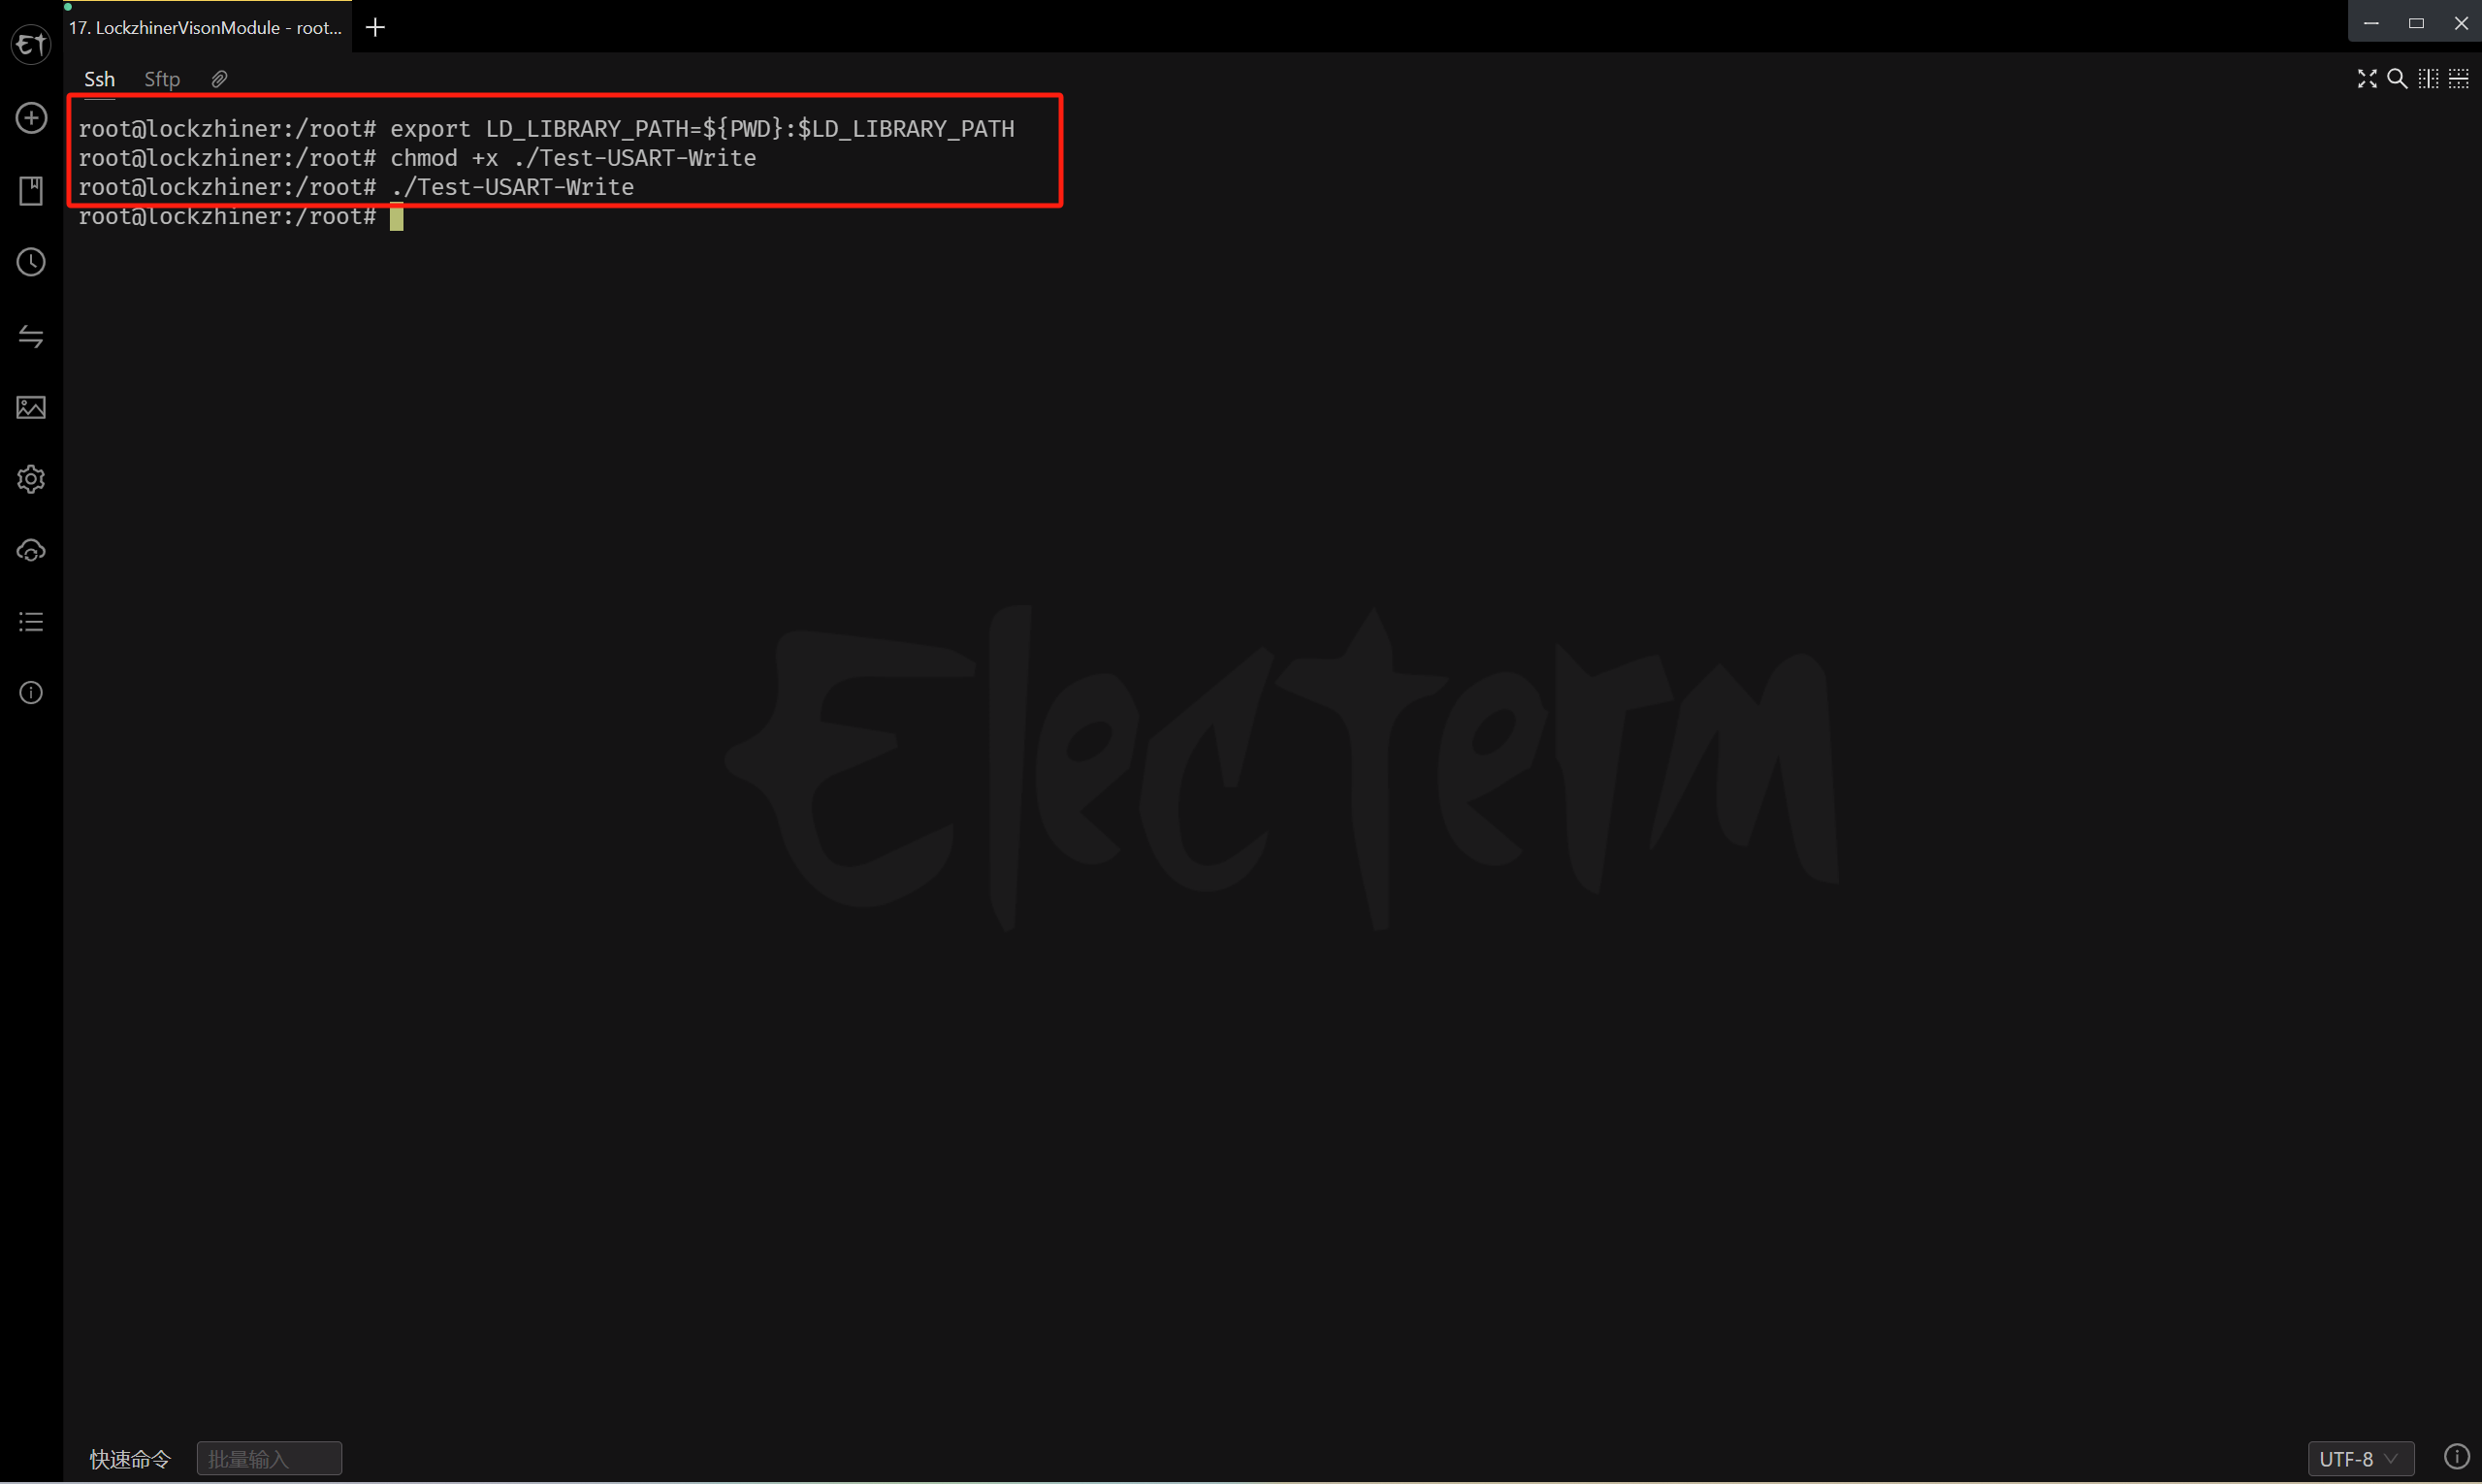 17. LockzhinerVisonModule - root...
Ssh Sftp
root@lockzhiner:/root# export LD_LIBRARY_PATH=${PWD}:$LD_LIBRARY_PATH
root@lockzhiner:/root# chmod +x ./Test-USART-Write
root@lockzhiner:/root# ./Test-USART-Write
root@lockzhiner:/root#
Electerm
快速命令 批量输入 UTF-8